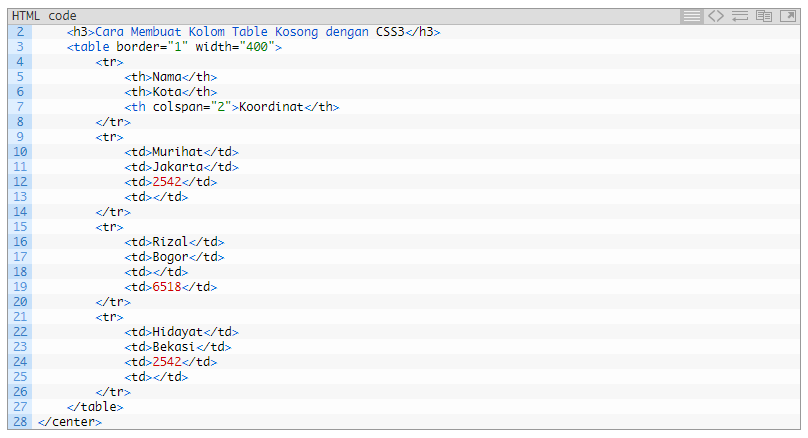 HTML code
2 <h3>Cara Membuat Kolom Table Kosong dengan CSS3</h3>
3 <table border="1" width="400">
4 <tr>
5 <th>Nama</th>
6 <th>Kota</th>
7 <th colspan="2">Koordinat</th>
8 </tr>
9 <tr>
10 <td>Murihat</td>
11 <td>Jakarta</td>
12 <td>2542</td>
13 <td></td>
14 </tr>
15 <tr>
16 <td>Rizal</td>
17 <td>Bogor</td>
18 <td></td>
19 <td>6518</td>
20 </tr>
21 <tr>
22 <td>Hidayat</td>
23 <td>Bekasi</td>
24 <td>2542</td>
25 <td></td>
26 </tr>
27 </table>
28 </center>